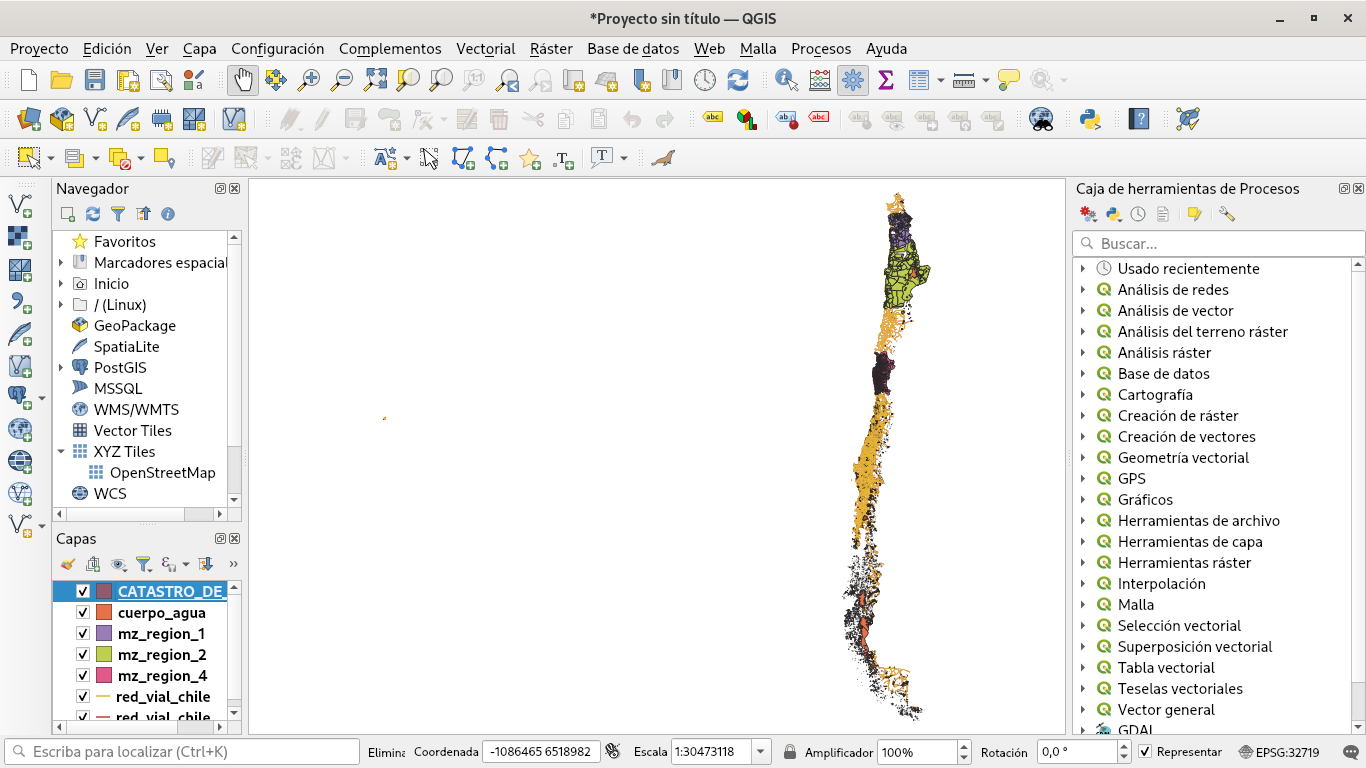 *Proyecto sin título — QGIS
Proyecto Edición Ver Capa Configuración Complementos Vectorial Ráster Base de datos Web Malla Procesos Ayuda
Navegador
Favoritos
Marcadores espacial
Inicio
/ (Linux)
GeoPackage
SpatiaLite
PostGIS
MSSQL
WMS/WMTS
Vector Tiles
XYZ Tiles
OpenStreetMap
WCS
Capas
CATASTRO_DE_
cuerpo_agua
mz_region_1
mz_region_2
mz_region_4
red_vial_chile
red_vial_chile
Caja de herramientas de Procesos
Buscar...
Usado recientemente
Análisis de redes
Análisis de vector
Análisis del terreno ráster
Análisis ráster
Base de datos
Cartografía
Creación de ráster
Creación de vectores
Geometría vectorial
GPS
Gráficos
Herramientas de archivo
Herramientas de capa
Herramientas ráster
Interpolación
Malla
Selección vectorial
Superposición vectorial
Tabla vectorial
Teselas vectoriales
Vector general
GDAL
Escriba para localizar (Ctrl+K) Elimina Coordenada -1086465 6518982 Escala 1:30473118 Amplificador 100% Rotación 0,0 ° Representar EPSG:32719